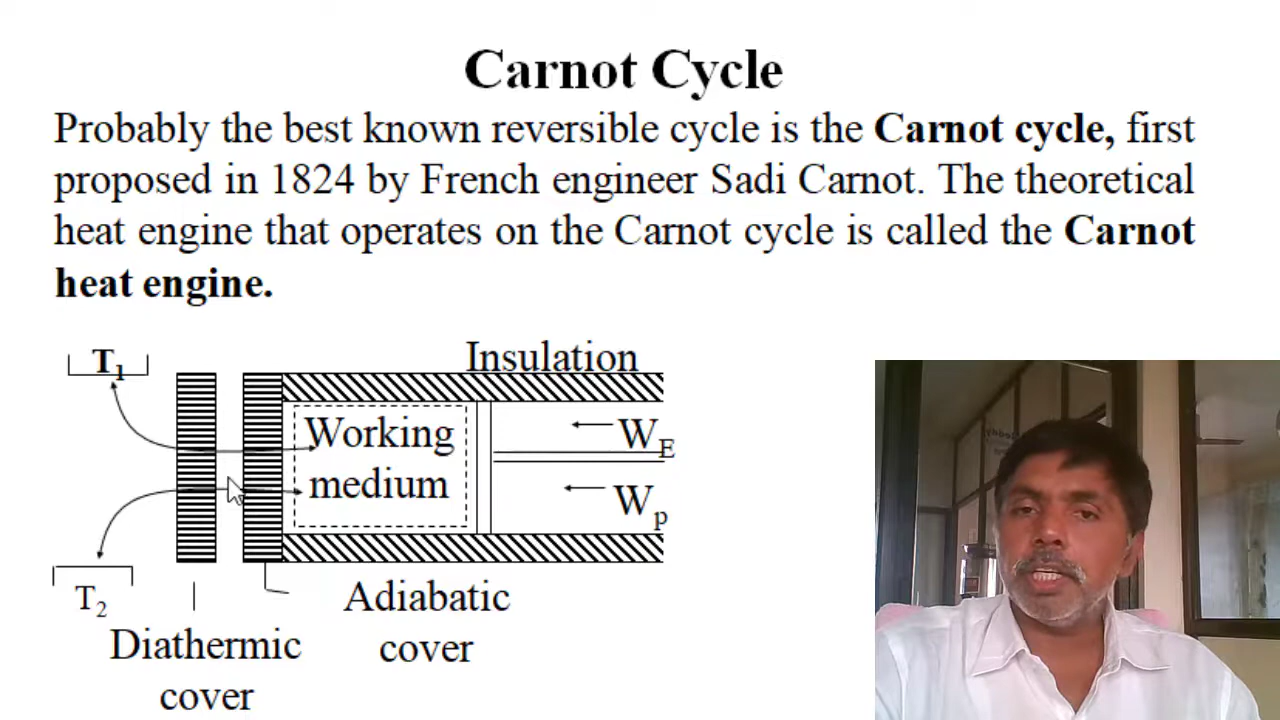 Carnot Cycle
Probably the best known reversible cycle is the Carnot cycle, first
proposed in 1824 by French engineer Sadi Carnot. The theoretical
heat engine that operates on the Carnot cycle is called the Carnot
heat engine.
T1
Insulation
Working
medium
WE
Wp
T2
Adiabatic
cover
Diathermic
cover